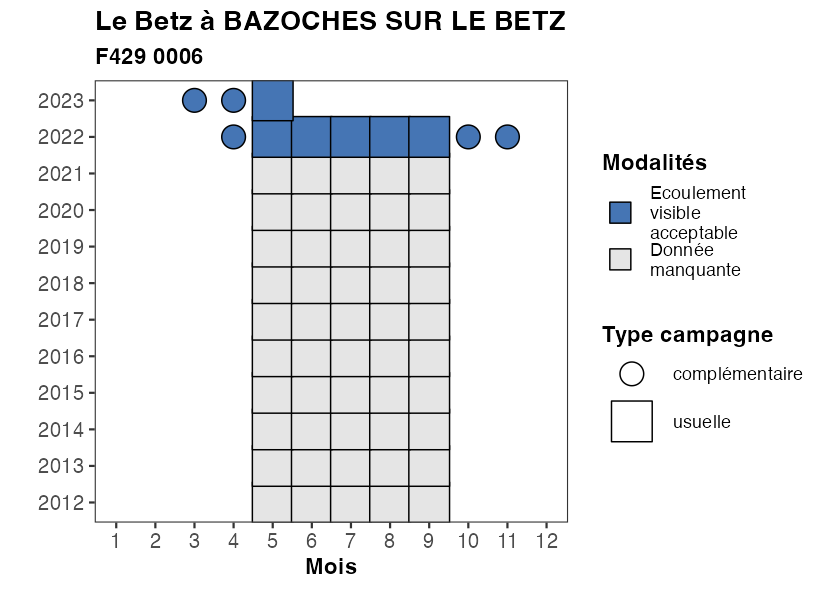 Le Betz à BAZOCHES SUR LE BETZ
F429 0006
2023
2022
2021
2020
2019
2018
2017
2016
2015
2014
2013
2012
1 2 3 4 5 6 7 8 9 10 11 12
Mois
Modalités
Ecoulement
visible
acceptable
Donnée
manquante
Type campagne
complémentaire
usuelle